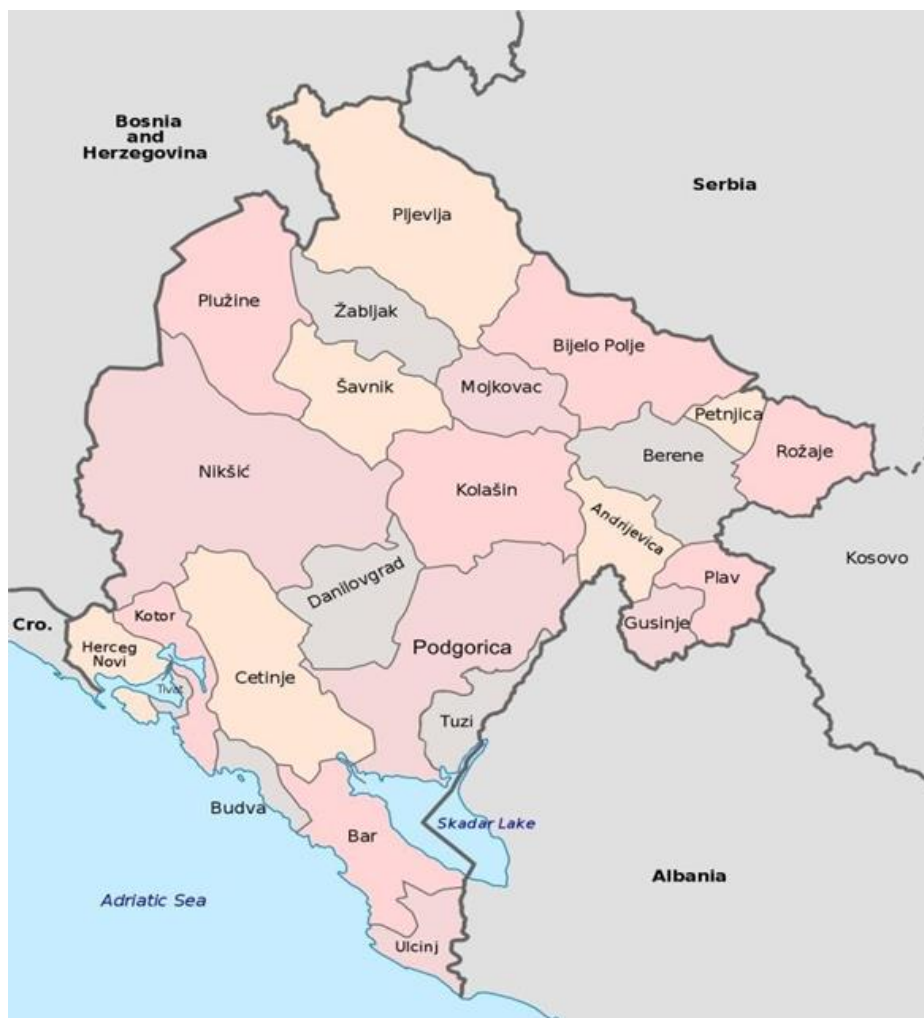 Bosnia
and
Herzegovina
Serbia
Pljevlja
Plužine
Žabljak
Bijelo Polje
Šavnik
Mojkovac
Petnjica
Nikšić
Kolašin
Berene
Rožaje
Andrijevica
Kosovo
Danilovgrad
Plav
Cro.
Kotor
Gusinje
Herceg
Novi
Podgorica
Cetinje
Tivat
Tuzi
Budva
Skadar Lake
Bar
Albania
Adriatic Sea
Ulcinj